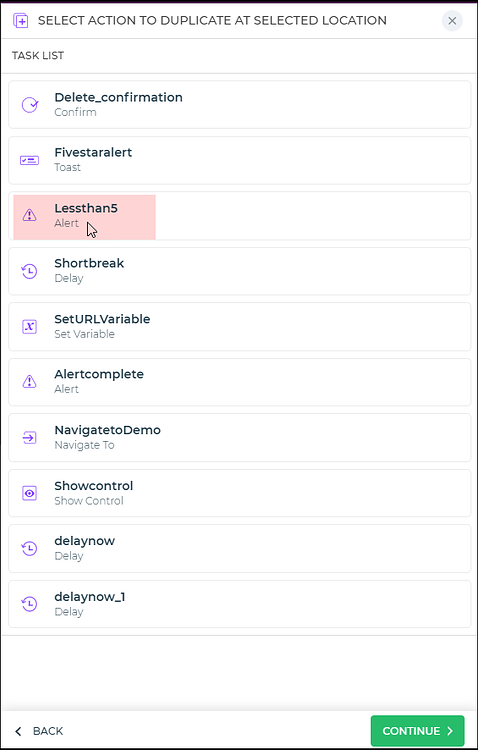 SELECT ACTION TO DUPLICATE AT SELECTED LOCATION
TASK LIST
Delete_confirmation
Confirm
Fivestaralert
Toast
Lessthan5
Alert
Shortbreak
Delay
SetURLVariable
Set Variable
Alertcomplete
Alert
NavigatetoDemo
Navigate To
Showcontrol
Show Control
delaynow
Delay
delaynow_1
Delay
BACK
CONTINUE